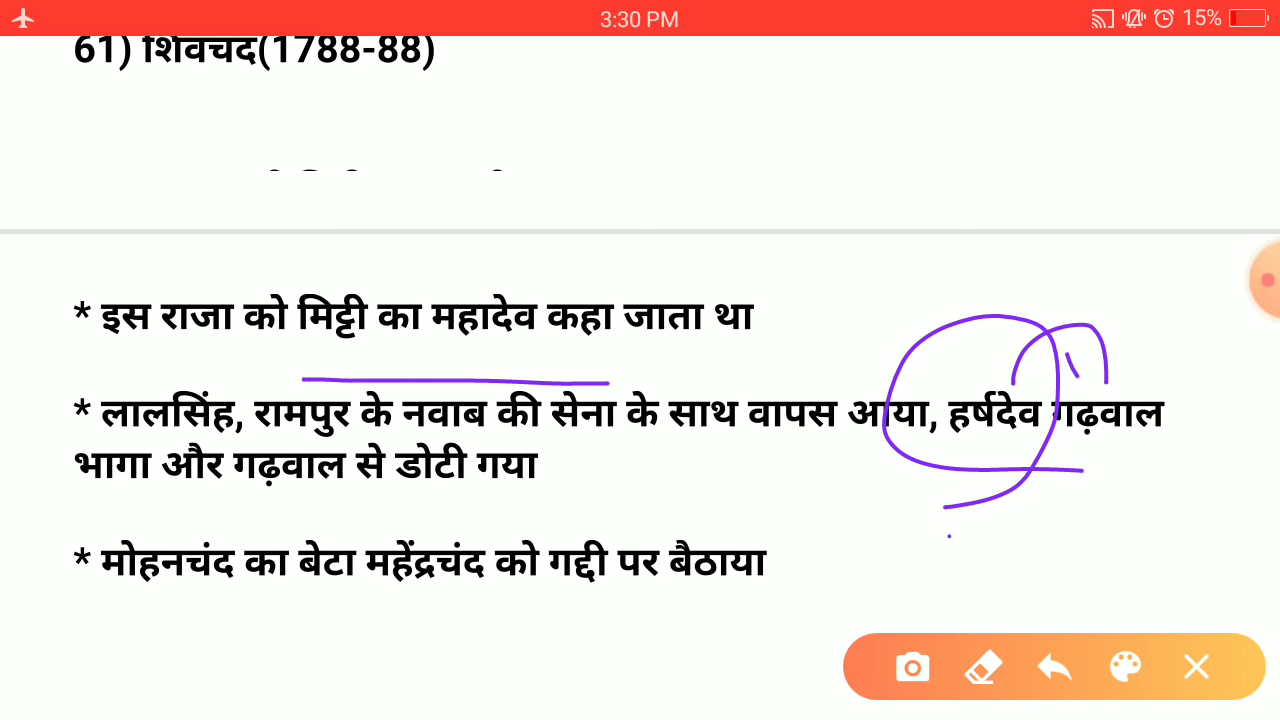 3:30 PM
15%
61) शिवचंद(1788-88)
* इस राजा को मिट्टी का महादेव कहा जाता था
* लालसिंह, रामपुर के नवाब की सेना के साथ वापस आया, हर्षदेव गढ़वाल
भागा और गढ़वाल से डोटी गया
* मोहनचंद का बेटा महेंद्रचंद को गद्दी पर बैठाया